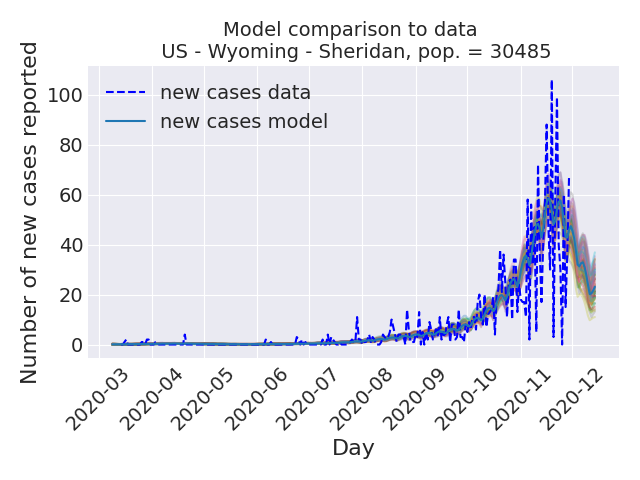 Model comparison to data
US - Wyoming - Sheridan, pop. = 30485
Number of new cases reported
100
80
60
40
20
0
new cases data
new cases model
2020-03
2020-04
2020-05
2020-06
2020-07
2020-08
2020-09
2020-10
2020-11
2020-12
Day